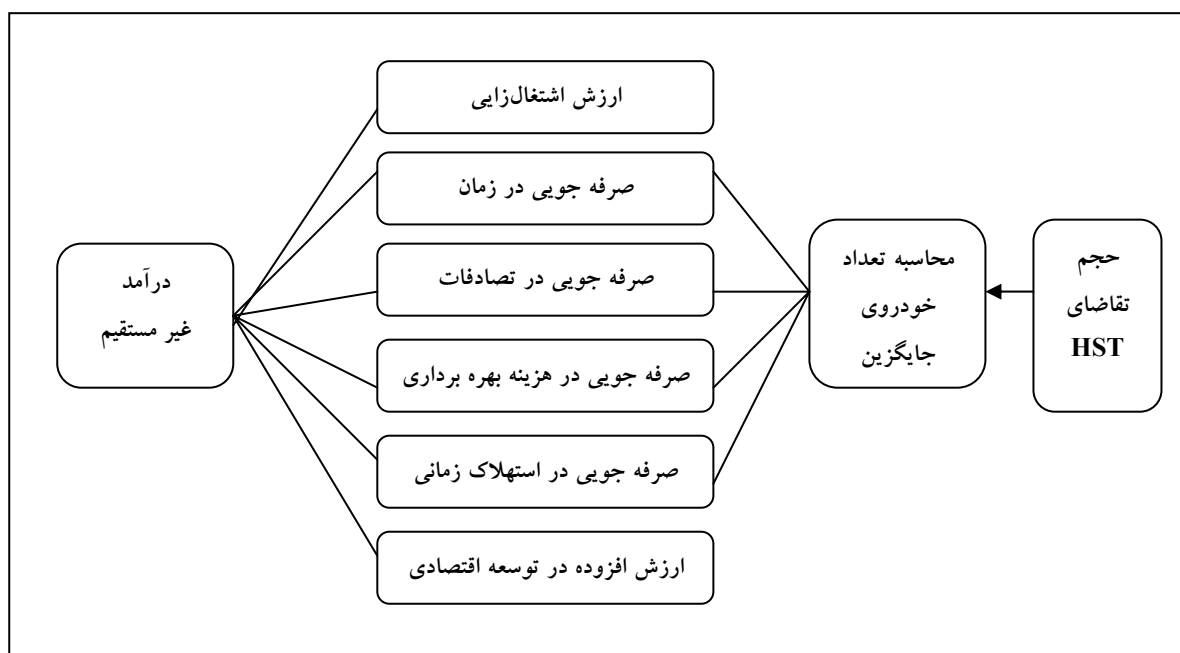 حجم
تقاضای
HST
محاسبه تعداد
خودروی
جایگزین
ارزش اشتغال‌زایی
صرفه جویی در زمان
صرفه جویی در تصادفات
صرفه جویی در هزینه بهره برداری
صرفه جویی در استهلاک زمانی
ارزش افزوده در توسعه اقتصادی
درآمد
غیر مستقیم